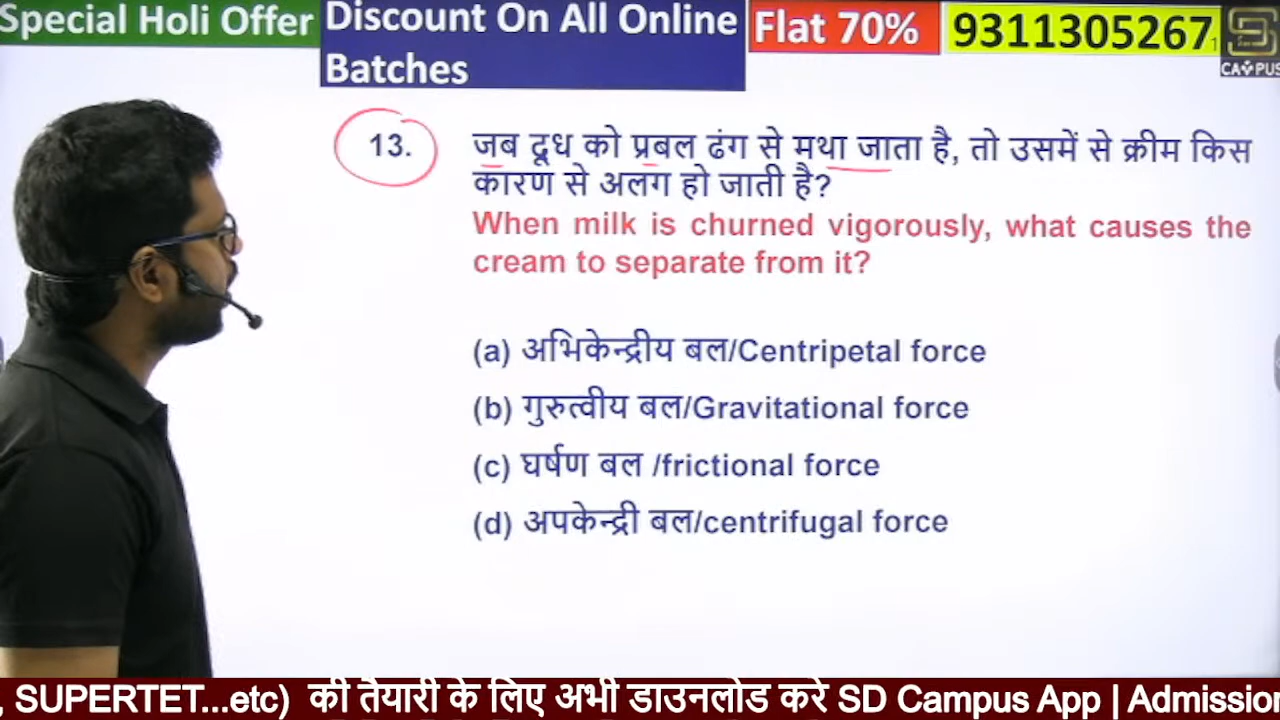 Special Holi Offer
Discount On All Online
Batches
Flat 70%
9311305267
CAMPUS
13.
जब दूध को प्रबल ढंग से मथा जाता है, तो उसमें से क्रीम किस
कारण से अलग हो जाती है?
When milk is churned vigorously, what causes the
cream to separate from it?
(a) अभिकेन्द्रीय बल/Centripetal force
(b) गुरुत्वीय बल/Gravitational force
(c) घर्षण बल /frictional force
(d) अपकेन्द्री बल/centrifugal force
, SUPERTET...etc) की तैयारी के लिए अभी डाउनलोड करे SD Campus App | Admission